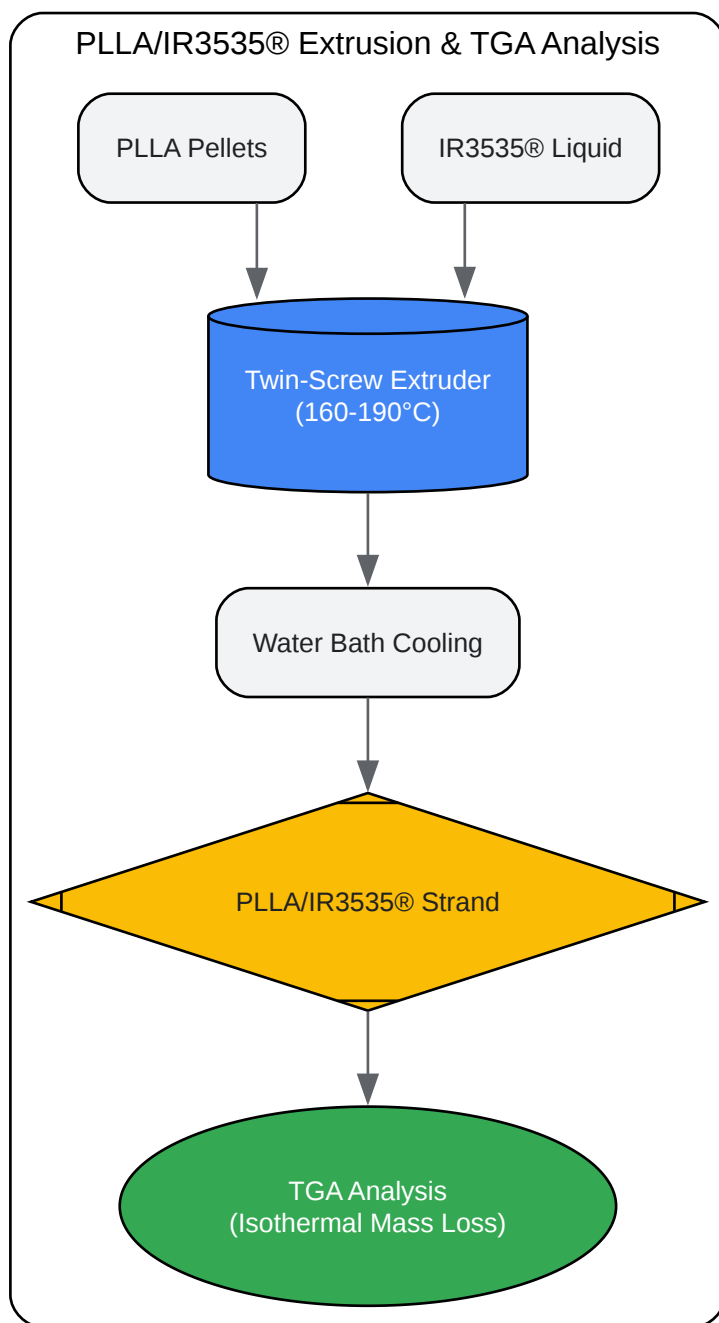 PLLA/IR3535® Extrusion & TGA Analysis
PLLA Pellets
IR3535® Liquid
Twin-Screw Extruder
(160-190°C)
Water Bath Cooling
PLLA/IR3535® Strand
TGA Analysis
(Isothermal Mass Loss)